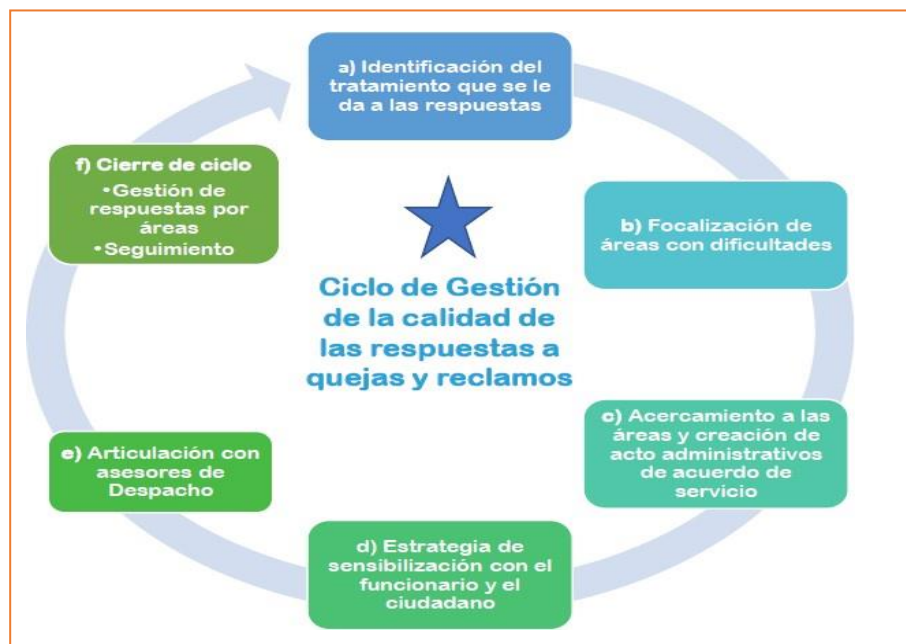 a) Identificación del
tratamiento que se le
da a las respuestas
b) Focalización de
áreas con dificultades
c) Acercamiento a las
áreas y creación de
acto administrativos
de acuerdo de
servicio
d) Estrategia de
sensibilización con el
funcionario y el
ciudadano
e) Articulación con
asesores de
Despacho
f) Cierre de ciclo
•Gestión de
respuestas por
áreas
•Seguimiento
Ciclo de Gestión
de la calidad de
las respuestas a
quejas y reclamos